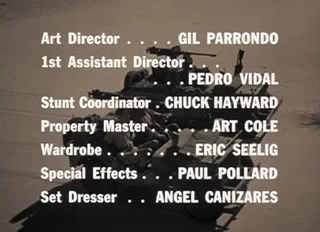 Art Director . . . . GIL PARRONDO
1st Assistant Director . . .
. . . . PEDRO VIDAL
Stunt Coordinator . CHUCK HAYWARD
Property Master . . . . . ART COLE
Wardrobe . . . . . . . ERIC SEELIG
Special Effects . . . PAUL POLLARD
Set Dresser . . ANGEL CANIZARES